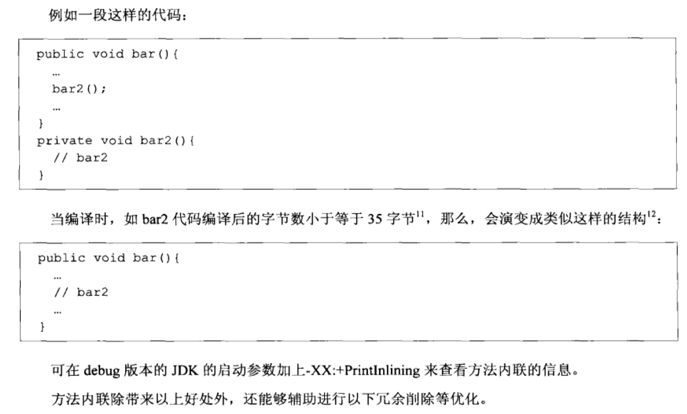 例如一段这样的代码：
public void bar(){
…
bar2();
…
}
private void bar2(){
// bar2
}
当编译时，如 bar2 代码编译后的字节数小于等于 35 字节11，那么，会演变成类似这样的结构12：
public void bar(){
…
// bar2
…
}
可在 debug 版本的 JDK 的启动参数加上-XX:+PrintInlining 来查看方法内联的信息。
方法内联除带来以上好处外，还能够辅助进行以下冗余削除等优化。